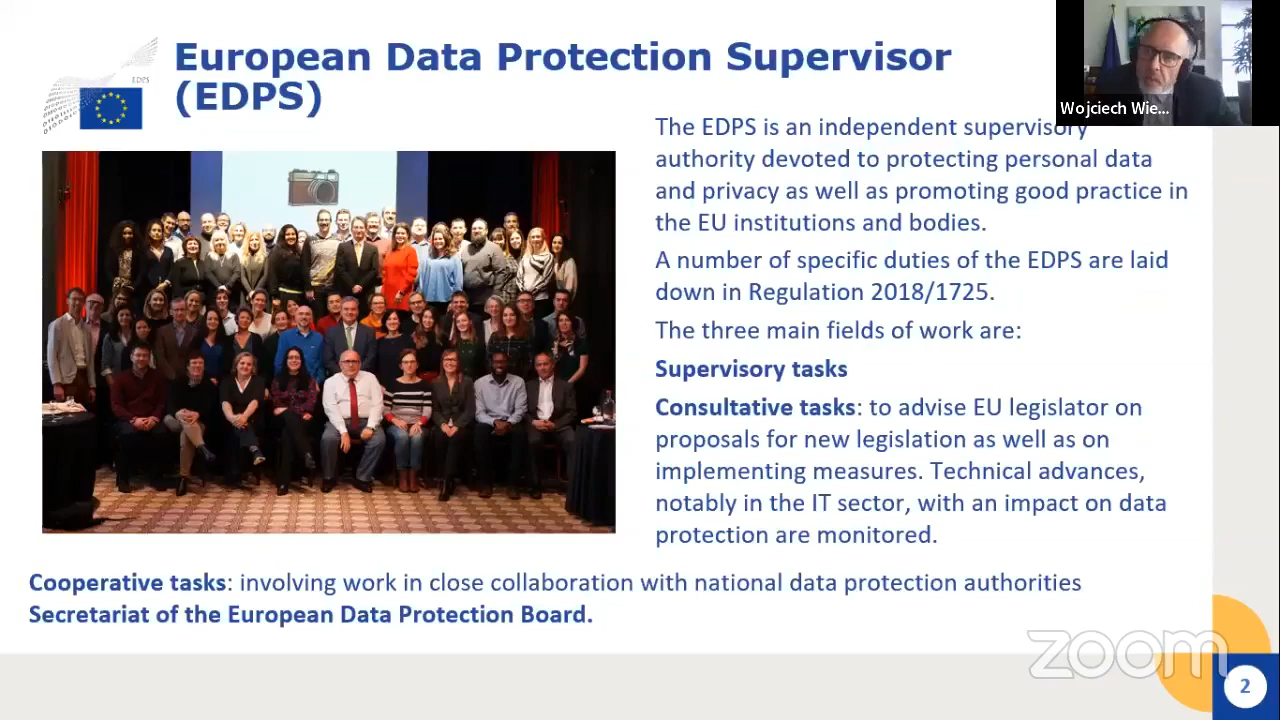 European Data Protection Supervisor
(EDPS)
EDPS
Wojciech Wie...
The EDPS is an independent supervisory
authority devoted to protecting personal data
and privacy as well as promoting good practice in
the EU institutions and bodies.
A number of specific duties of the EDPS are laid
down in Regulation 2018/1725.
The three main fields of work are:
Supervisory tasks
Consultative tasks: to advise EU legislator on
proposals for new legislation as well as on
implementing measures. Technical advances,
notably in the IT sector, with an impact on data
protection are monitored.
Cooperative tasks: involving work in close collaboration with national data protection authorities
Secretariat of the European Data Protection Board.
zoom
2